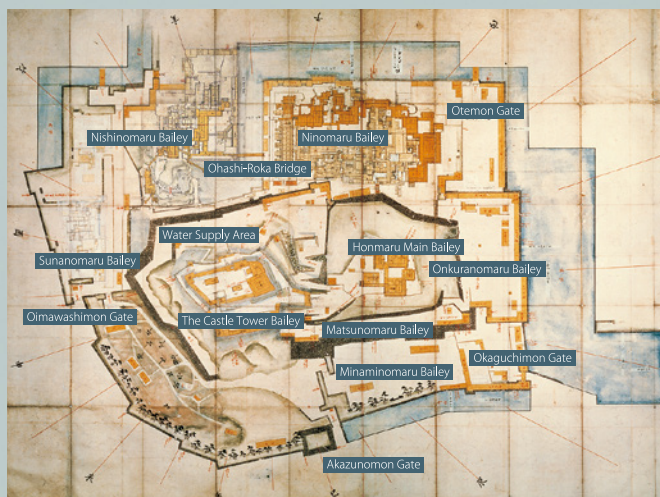 Otemon Gate
Nishinomaru Bailey
Ninomaru Bailey
Ohashi-Roka Bridge
Water Supply Area
Honmaru Main Bailey
Sunanomaru Bailey
Onkuranomaru Bailey
Oimawashimon Gate
The Castle Tower Bailey
Matsunomaru Bailey
Okaguchimon Gate
Minaminomaru Bailey
Akazunomon Gate